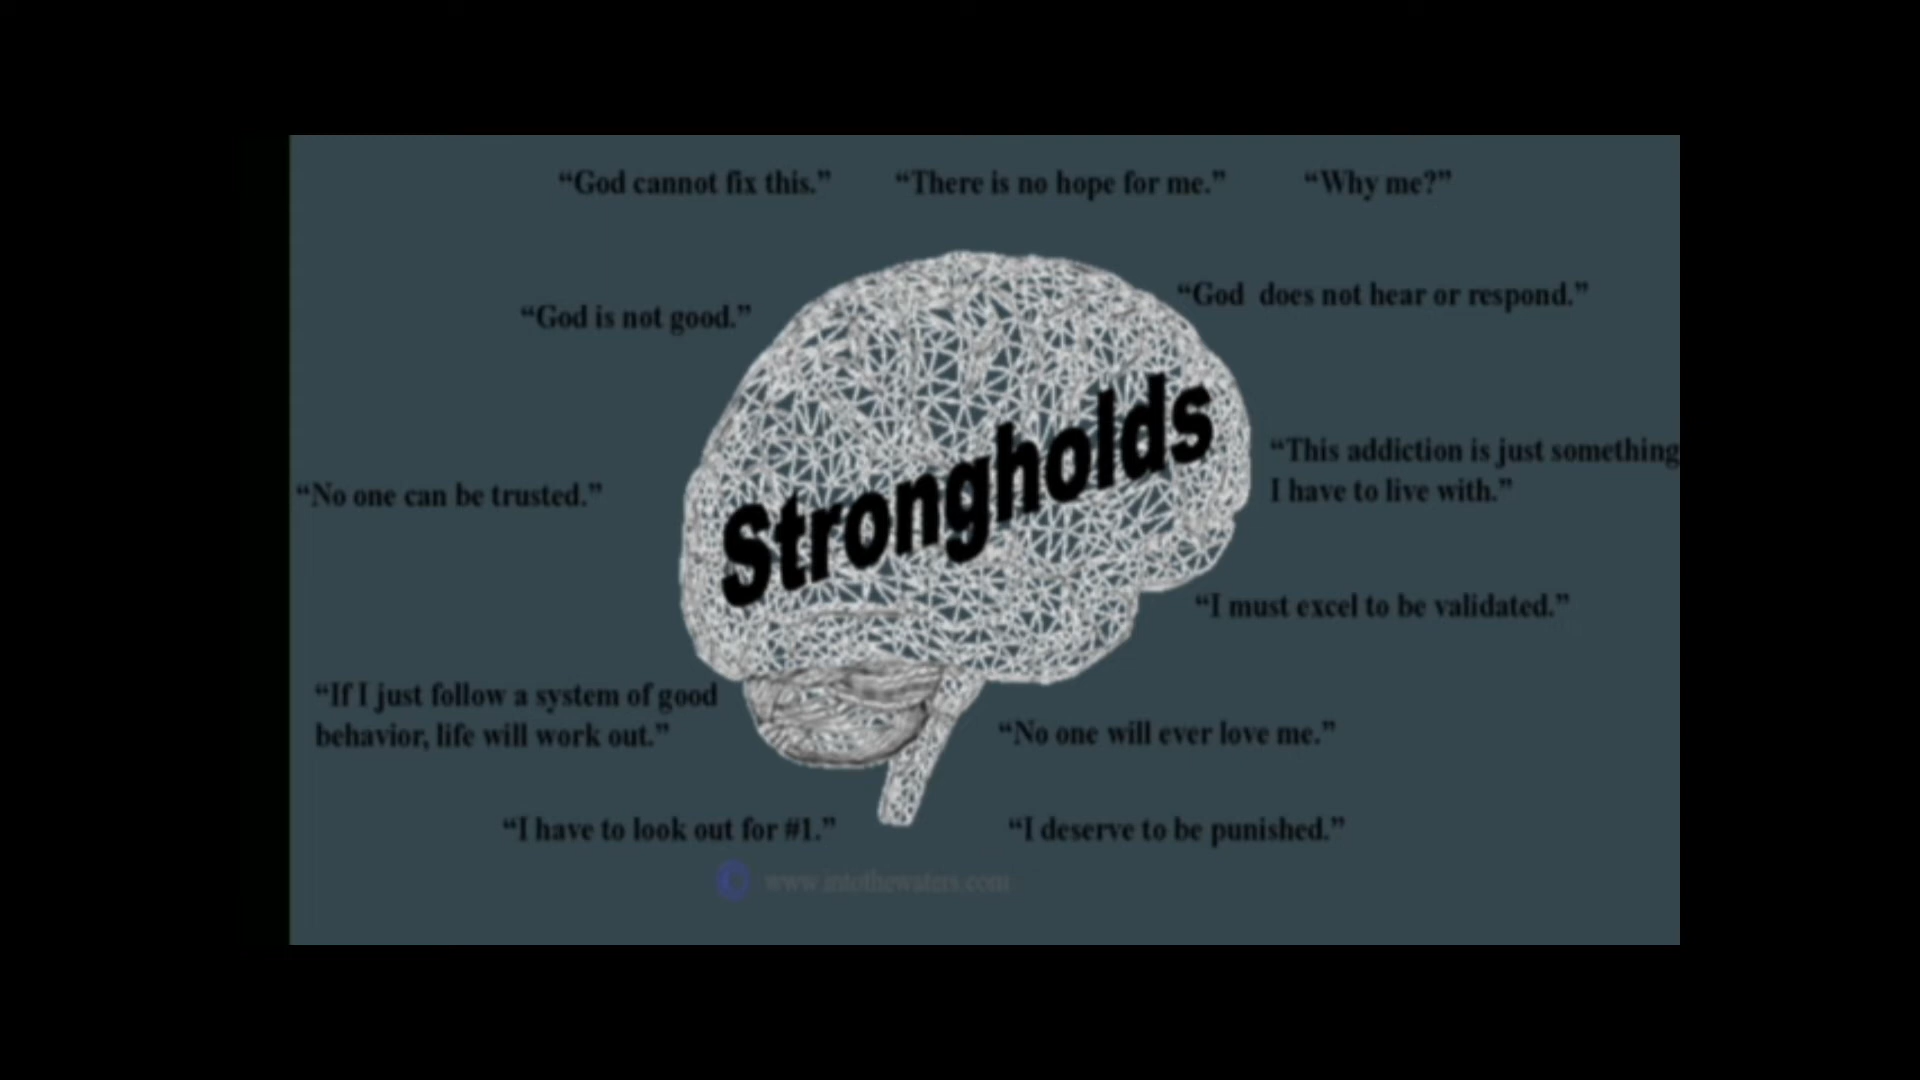 “God cannot fix this.” “There is no hope for me.” “Why me?”
“God does not hear or respond.”
“God is not good.”
Strongholds
“This addiction is just something
I have to live with.”
“No one can be trusted.”
“I must excel to be validated.”
“If I just follow a system of good
behavior, life will work out.”
“No one will ever love me.”
“I have to look out for #1.” “I deserve to be punished.”
© www.intothewaters.com